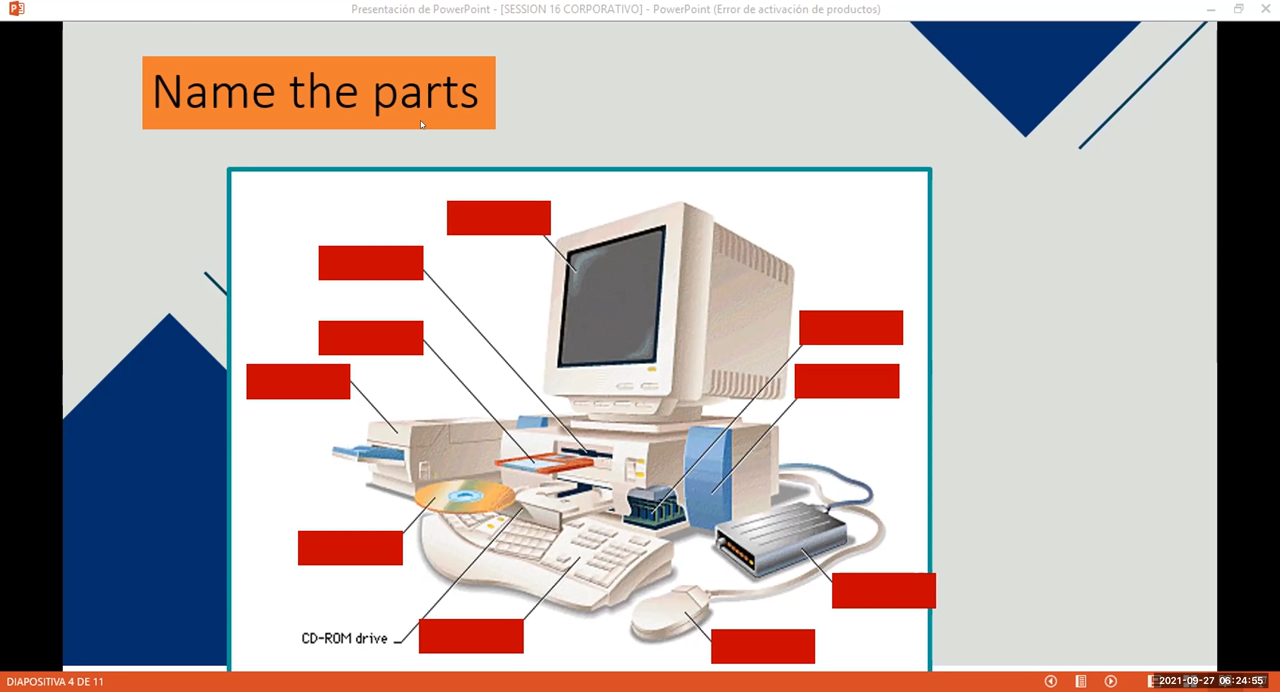 Presentación de PowerPoint - [SESSION 16 CORPORATIVO] - PowerPoint (Error de activación de productos)
Name the parts
CD-ROM drive
DIAPOSITIVA 4 DE 11
2021-09-27 06:24:55